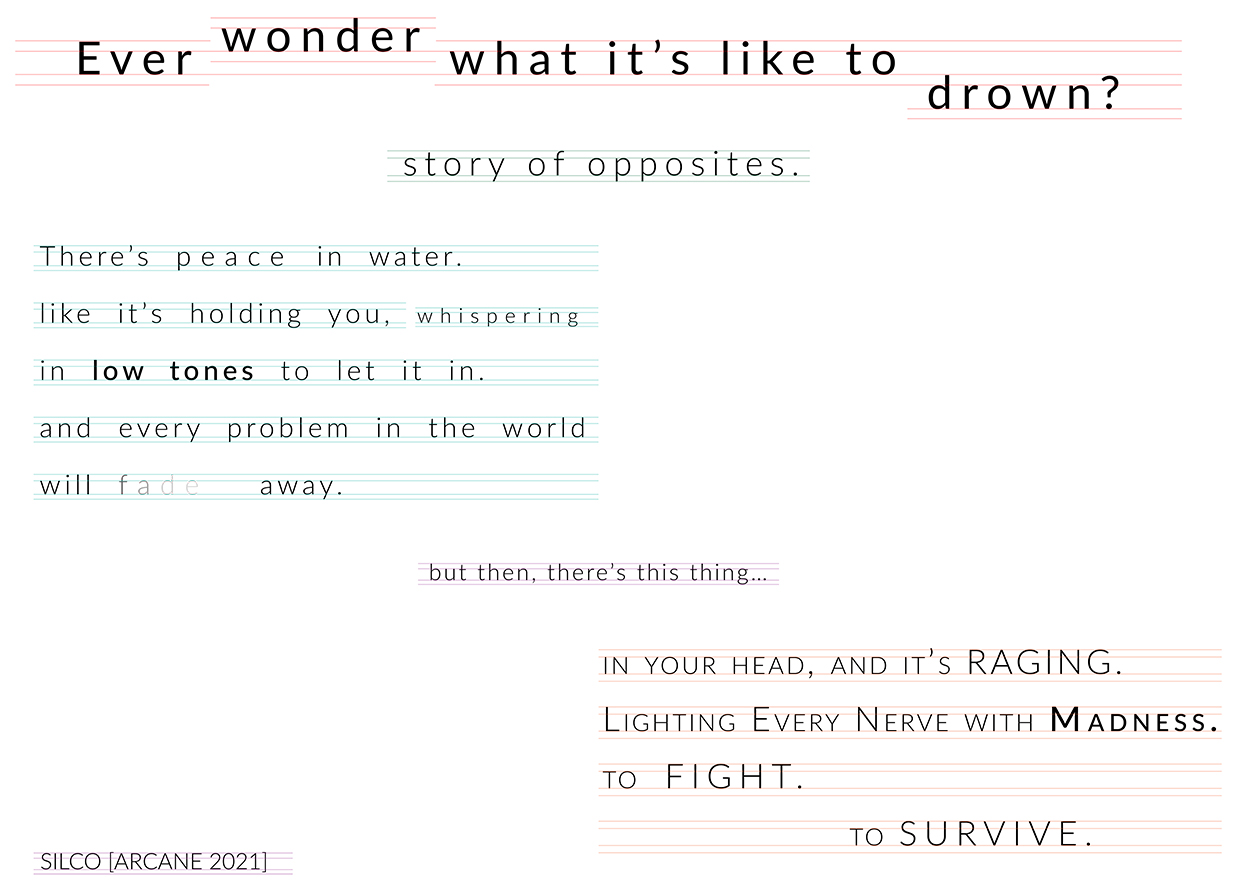 Ever wonder what it’s like to drown?
story of opposites.
There’s peace in water.
like it’s holding you, whispering
in low tones to let it in.
and every problem in the world
will fade away.
but then, there’s this thing...
IN YOUR HEAD, AND IT’S RAGING.
LIGHTING EVERY NERVE WITH MADNESS.
TO FIGHT.
TO SURVIVE.
SILCO [ARCANE 2021]